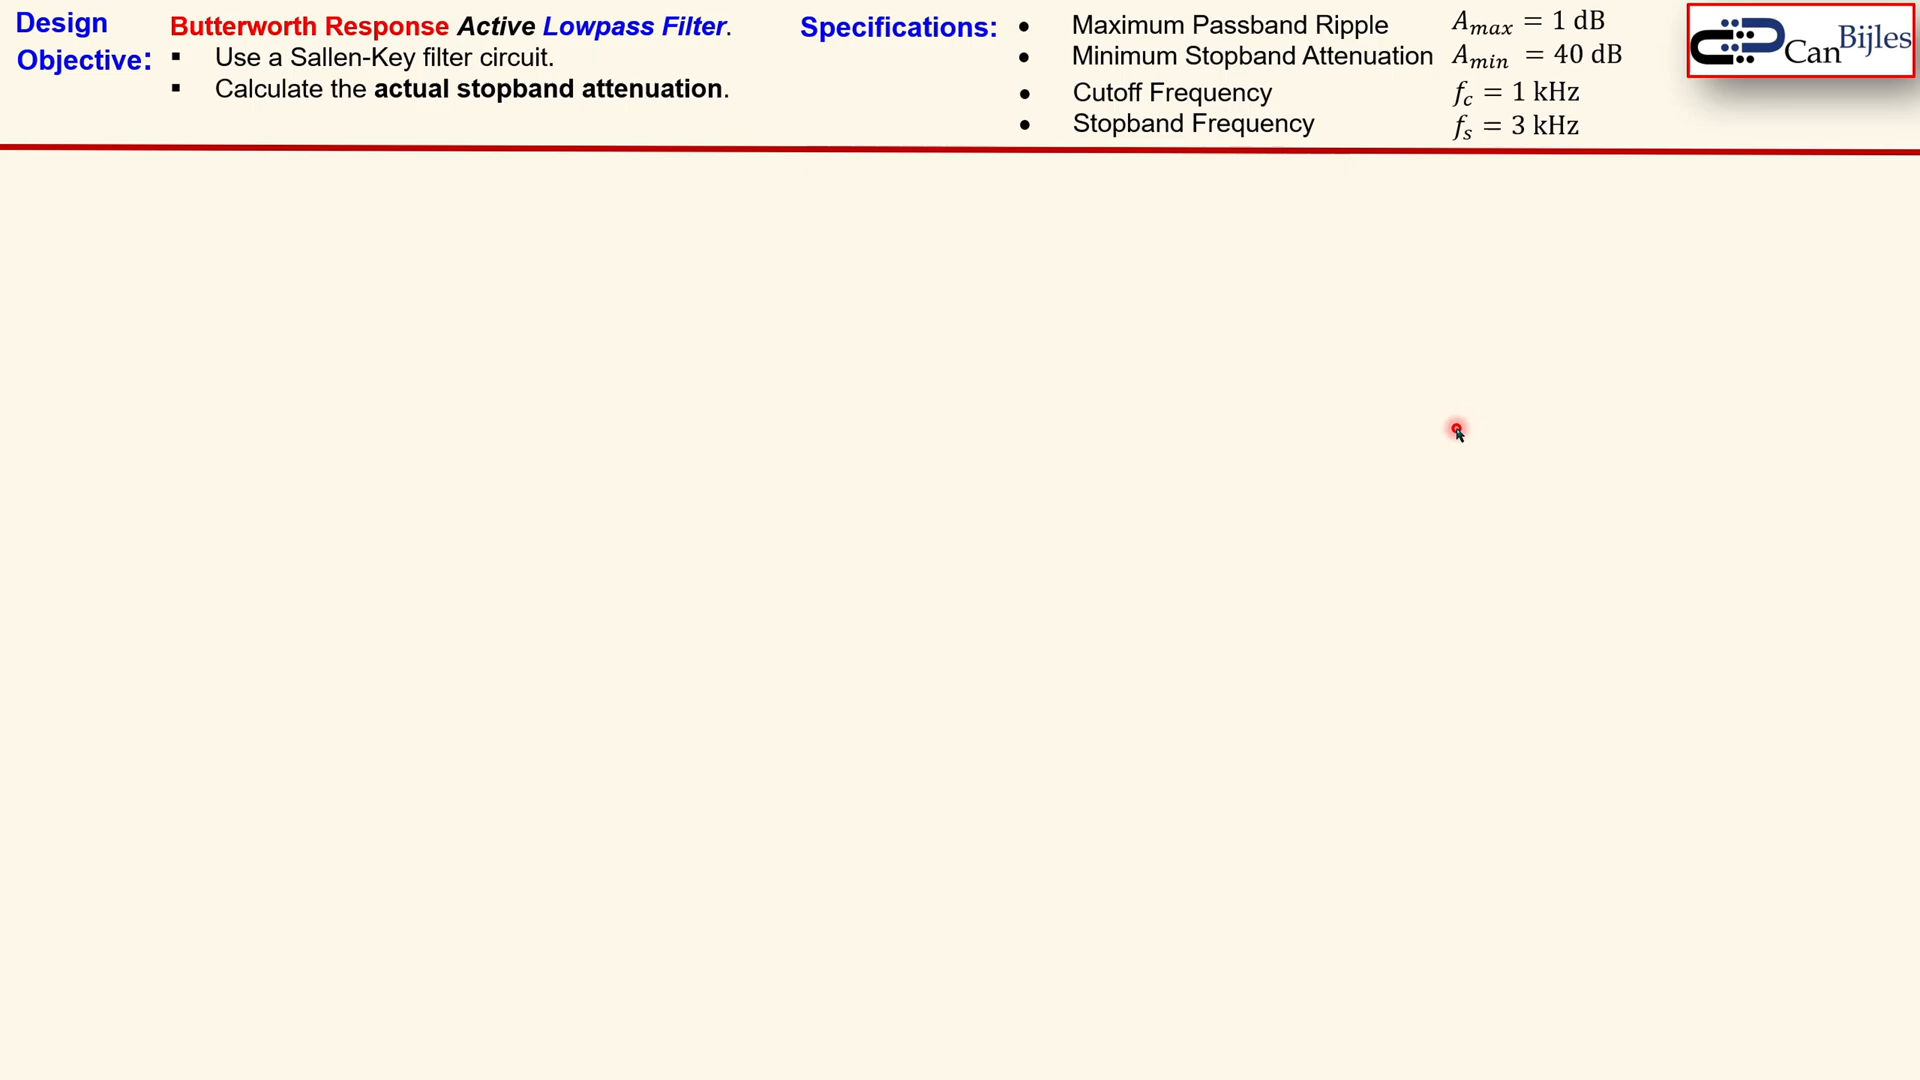 Design
Objective:
Butterworth Response Active Lowpass Filter.
▪ Use a Sallen-Key filter circuit.
▪ Calculate the actual stopband attenuation.
Specifications:
• Maximum Passband Ripple A_max = 1 dB
• Minimum Stopband Attenuation A_min = 40 dB
• Cutoff Frequency f_c = 1 kHz
• Stopband Frequency f_s = 3 kHz
CanBijles